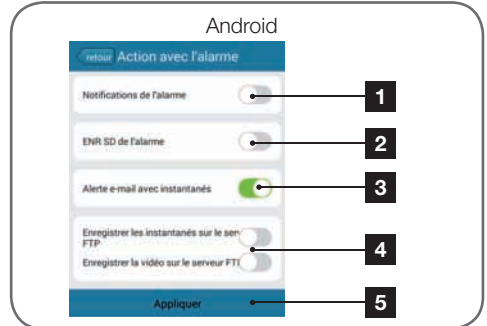 Android
retour Action avec l'alarme
Notifications de l'alarme
1
ENR SD de l'alarme
2
Alerte e-mail avec instantanés
3
Enregistrer les instantanés sur le ser
FTP
4
Enregistrer la vidéo sur le serveur FT
Appliquer
5